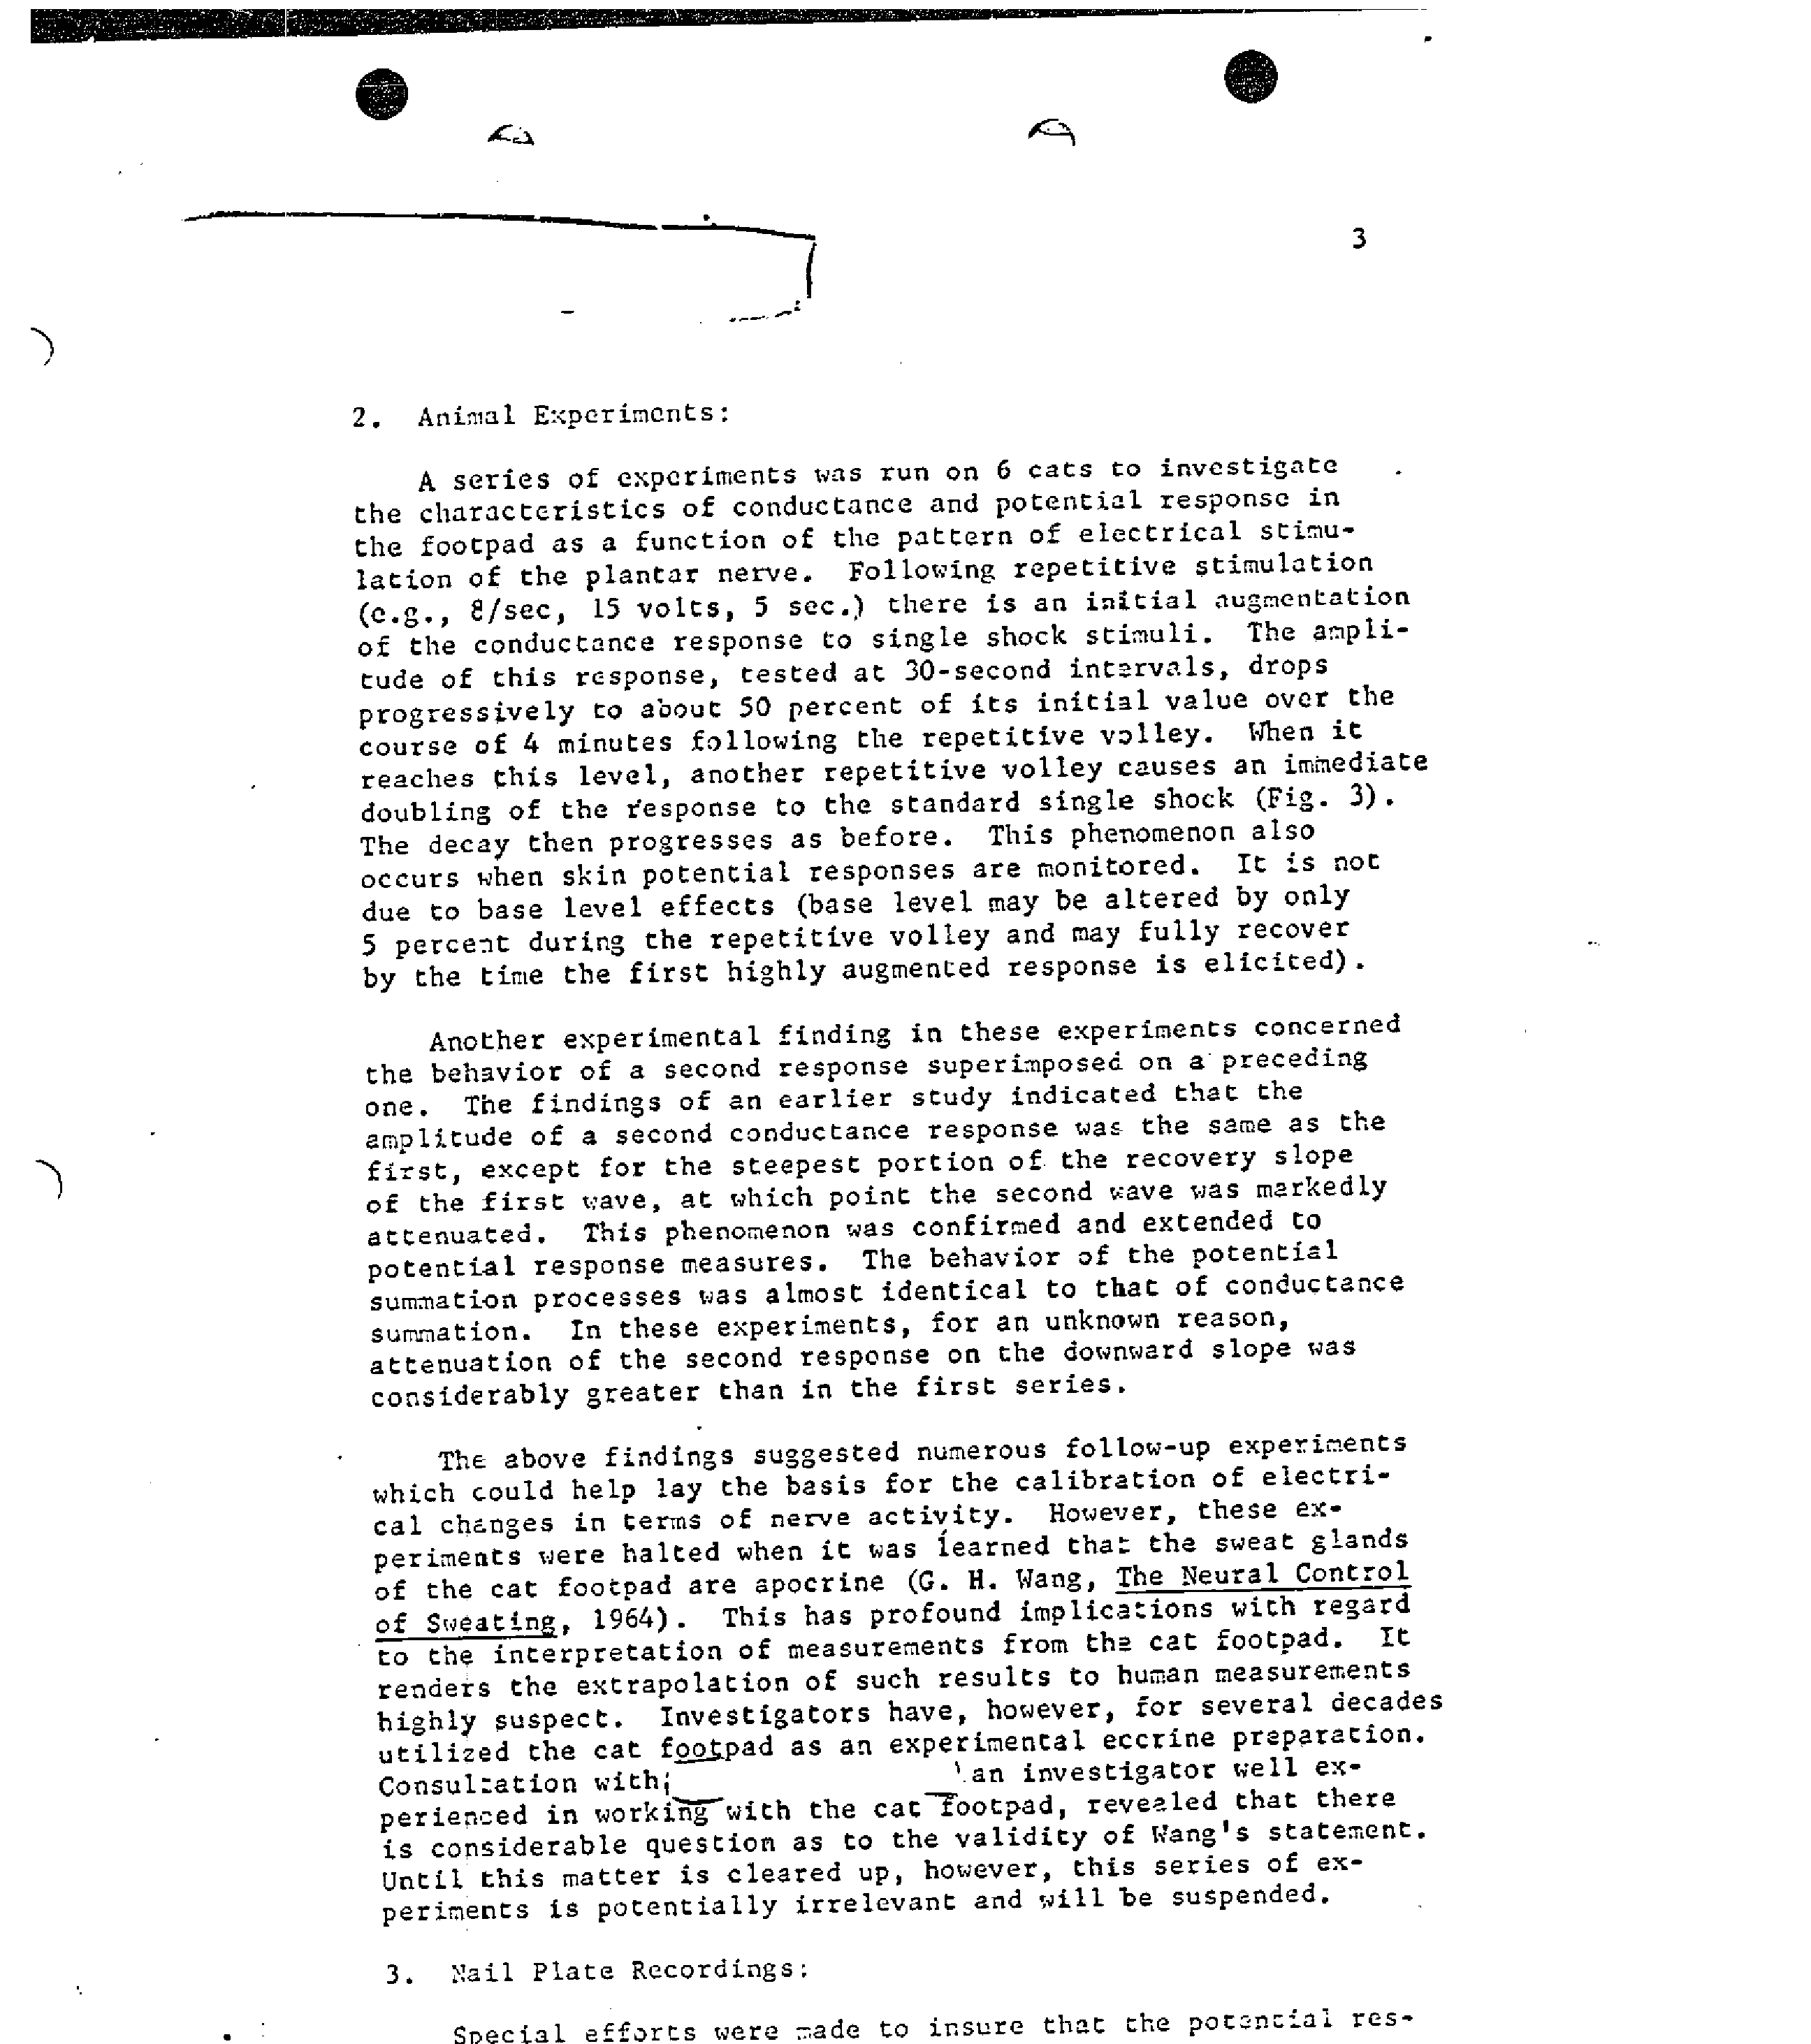 3
2. Animal Experiments:
A series of experiments was run on 6 cats to investigate
the characteristics of conductance and potential response in
the footpad as a function of the pattern of electrical stimu-
lation of the plantar nerve. Following repetitive stimulation
(e.g., 8/sec, 15 volts, 5 sec.) there is an initial augmentation
of the conductance response to single shock stimuli. The ampli-
tude of this response, tested at 30-second intervals, drops
progressively to about 50 percent of its initial value over the
course of 4 minutes following the repetitive volley. When it
reaches this level, another repetitive volley causes an immediate
doubling of the response to the standard single shock (Fig. 3).
The decay then progresses as before. This phenomenon also
occurs when skin potential responses are monitored. It is not
due to base level effects (base level may be altered by only
5 percent during the repetitive volley and may fully recover
by the time the first highly augmented response is elicited).
Another experimental finding in these experiments concerned
the behavior of a second response superimposed on a preceding
one. The findings of an earlier study indicated that the
amplitude of a second conductance response was the same as the
first, except for the steepest portion of the recovery slope
of the first wave, at which point the second wave was markedly
attenuated. This phenomenon was confirmed and extended to
potential response measures. The behavior of the potential
summation processes was almost identical to that of conductance
summation. In these experiments, for an unknown reason,
attenuation of the second response on the downward slope was
considerably greater than in the first series.
The above findings suggested numerous follow-up experiments
which could help lay the basis for the calibration of electri-
cal changes in terms of nerve activity. However, these ex-
periments were halted when it was learned that the sweat glands
of the cat footpad are apocrine (G. H. Wang, The Neural Control
of Sweating, 1964). This has profound implications with regard
to the interpretation of measurements from the cat footpad. It
renders the extrapolation of such results to human measurements
highly suspect. Investigators have, however, for several decades
utilized the cat footpad as an experimental eccrine preparation.
Consultation with an investigator well ex-
perienced in working with the cat footpad, revealed that there
is considerable question as to the validity of Wang's statement.
Until this matter is cleared up, however, this series of ex-
periments is potentially irrelevant and will be suspended.
3. Nail Plate Recordings:
Special efforts were made to insure that the potential res-